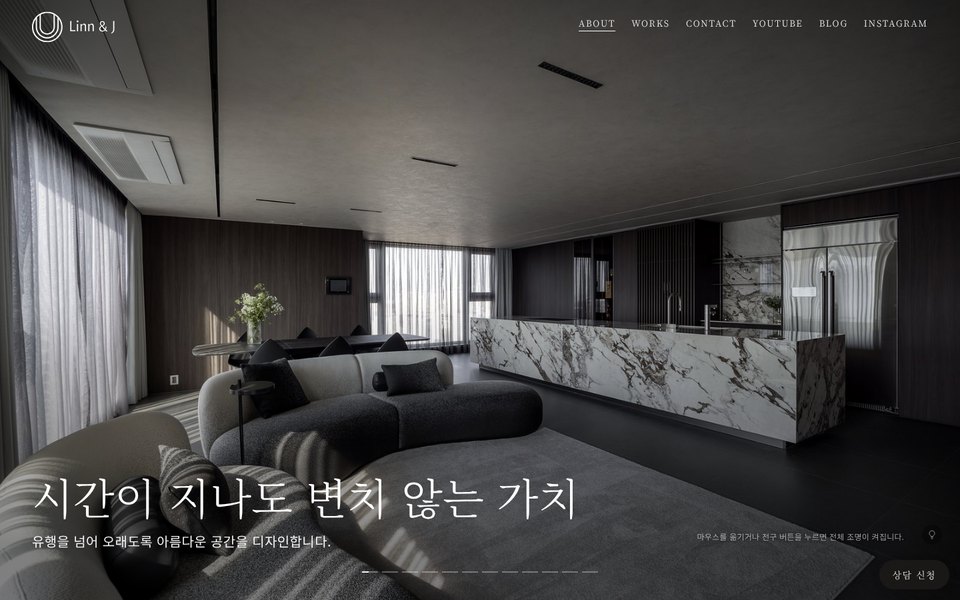 Linn & J
ABOUT WORKS CONTACT YOUTUBE BLOG INSTAGRAM
시간이 지나도 변치 않는 가치
유행을 넘어 오래도록 아름다운 공간을 디자인합니다.
마우스를 옮기거나 전구 버튼을 누르면 전체 조명이 켜집니다.
상담 신청